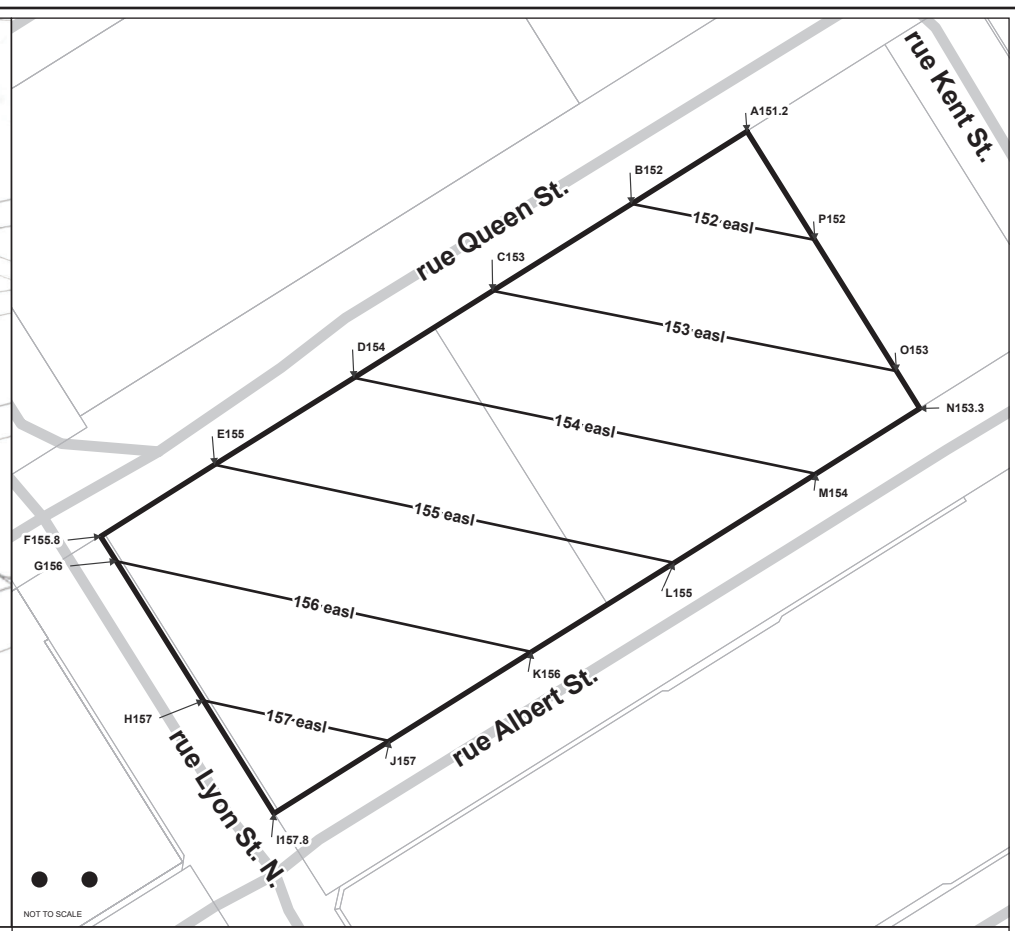 rue Kent St.
A151.2
B152
rue Queen St.
152 easl
P152
C153
153 easl
D154
O153
N153.3
154 easl
E155
M154
155 easl
F155.8
G156
L155
156 easl
K156
rue Albert St.
H157
157 easl
rue Lyon St. N.
J157
I157.8
NOT TO SCALE